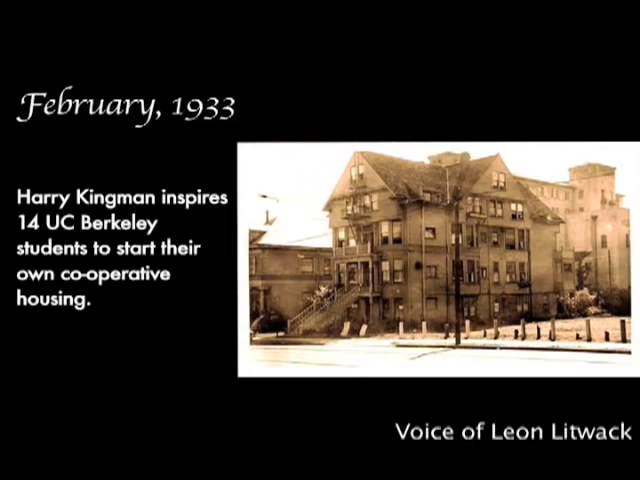 February, 1933
Harry Kingman inspires
14 UC Berkeley
students to start their
own co-operative
housing.
Voice of Leon Litwack